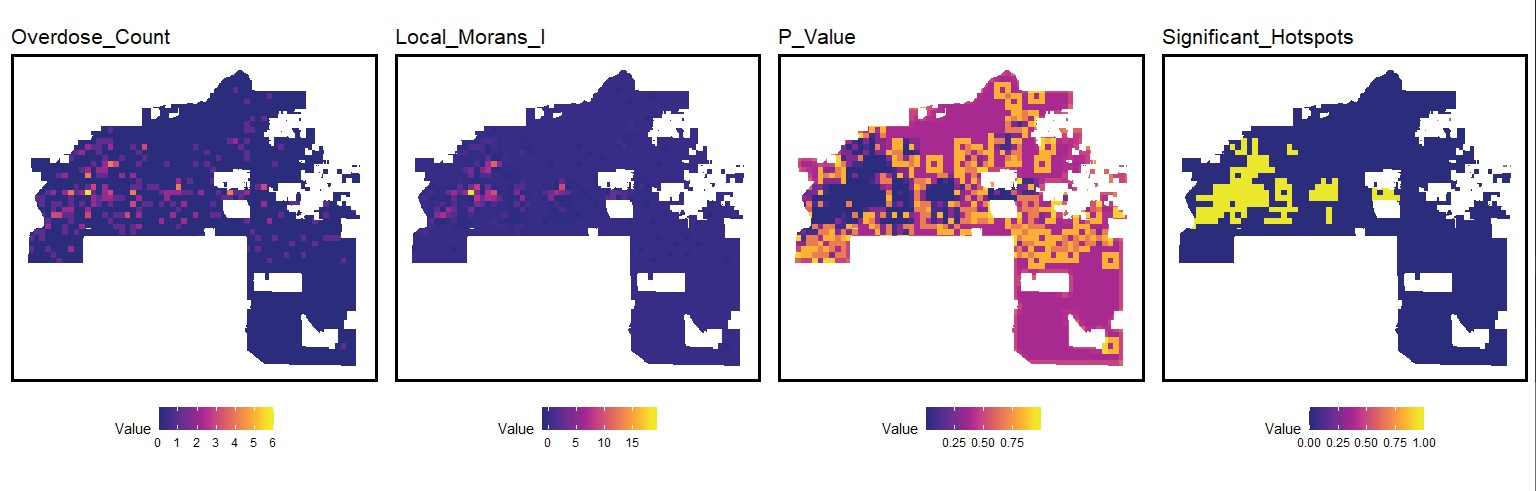 Overdose_Count
Local_Morans_I
P_Value
Significant_Hotspots
Value 0 1 2 3 4 5 6
Value 0 5 10 15
Value 0.25 0.50 0.75
Value 0.00 0.25 0.50 0.75 1.00